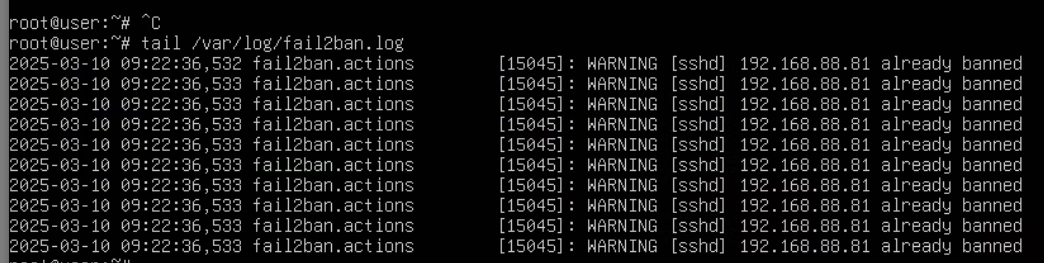 root@user:~# ^C
root@user:~# tail /var/log/fail2ban.log
2025-03-10 09:22:36,532 fail2ban.actions [15045]: WARNING [sshd] 192.168.88.81 already banned
2025-03-10 09:22:36,533 fail2ban.actions [15045]: WARNING [sshd] 192.168.88.81 already banned
2025-03-10 09:22:36,533 fail2ban.actions [15045]: WARNING [sshd] 192.168.88.81 already banned
2025-03-10 09:22:36,533 fail2ban.actions [15045]: WARNING [sshd] 192.168.88.81 already banned
2025-03-10 09:22:36,533 fail2ban.actions [15045]: WARNING [sshd] 192.168.88.81 already banned
2025-03-10 09:22:36,533 fail2ban.actions [15045]: WARNING [sshd] 192.168.88.81 already banned
2025-03-10 09:22:36,533 fail2ban.actions [15045]: WARNING [sshd] 192.168.88.81 already banned
2025-03-10 09:22:36,533 fail2ban.actions [15045]: WARNING [sshd] 192.168.88.81 already banned
2025-03-10 09:22:36,533 fail2ban.actions [15045]: WARNING [sshd] 192.168.88.81 already banned
2025-03-10 09:22:36,533 fail2ban.actions [15045]: WARNING [sshd] 192.168.88.81 already banned